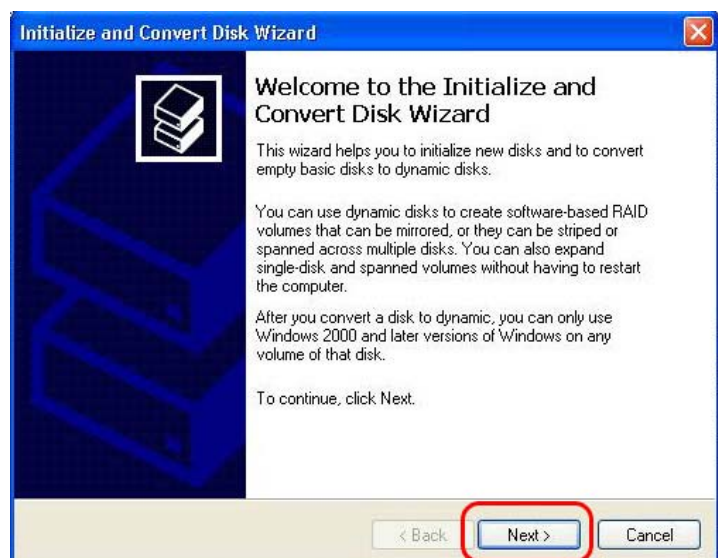 Initialize and Convert Disk Wizard
Welcome to the Initialize and
Convert Disk Wizard
This wizard helps you to initialize new disks and to convert
empty basic disks to dynamic disks.
You can use dynamic disks to create software-based RAID
volumes that can be mirrored, or they can be striped or
spanned across multiple disks. You can also expand
single-disk and spanned volumes without having to restart
the computer.
After you convert a disk to dynamic, you can only use
Windows 2000 and later versions of Windows on any
volume of that disk.
To continue, click Next.
< Back Next > Cancel